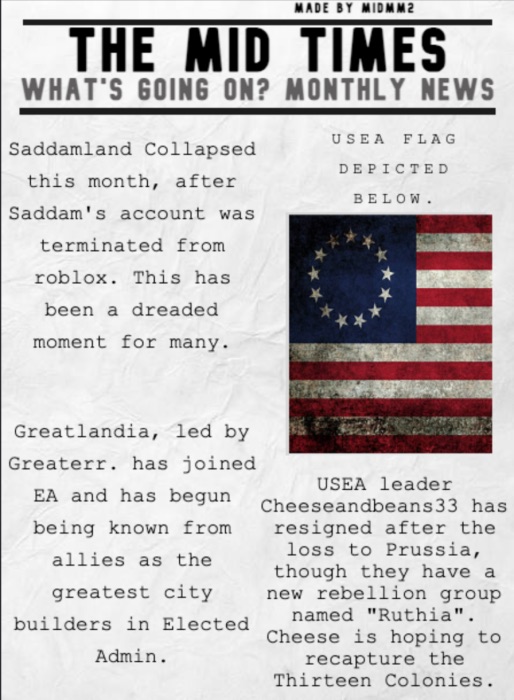 MADE BY MIDMM2
THE MID TIMES
WHAT'S GOING ON? MONTHLY NEWS
Saddamland Collapsed
this month, after
Saddam's account was
terminated from
roblox. This has
been a dreaded
moment for many.
Greatlandia, led by
Greaterr. has joined
EA and has begun
being known from
allies as the
greatest city
builders in Elected
Admin.
USEA FLAG
DEPICTED
BELOW.
USEA leader
Cheeseandbeans33 has
resigned after the
loss to Prussia,
though they have a
new rebellion group
named "Ruthia".
Cheese is hoping to
recapture the
Thirteen Colonies.